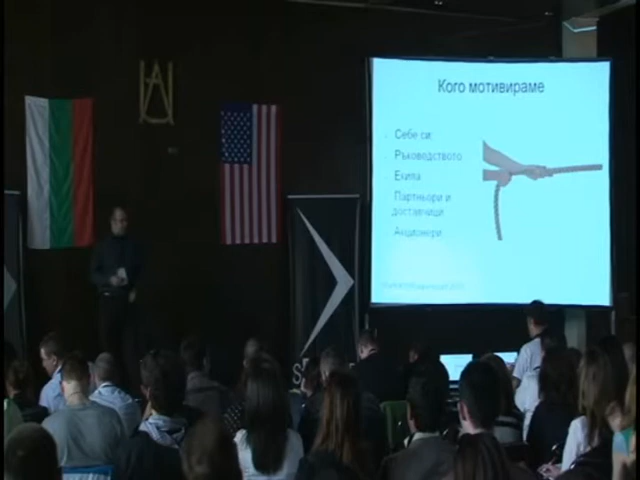 Кого мотивираме
Себе си
Ръководството
Екипа
Партньори и
доставчици
Акционери